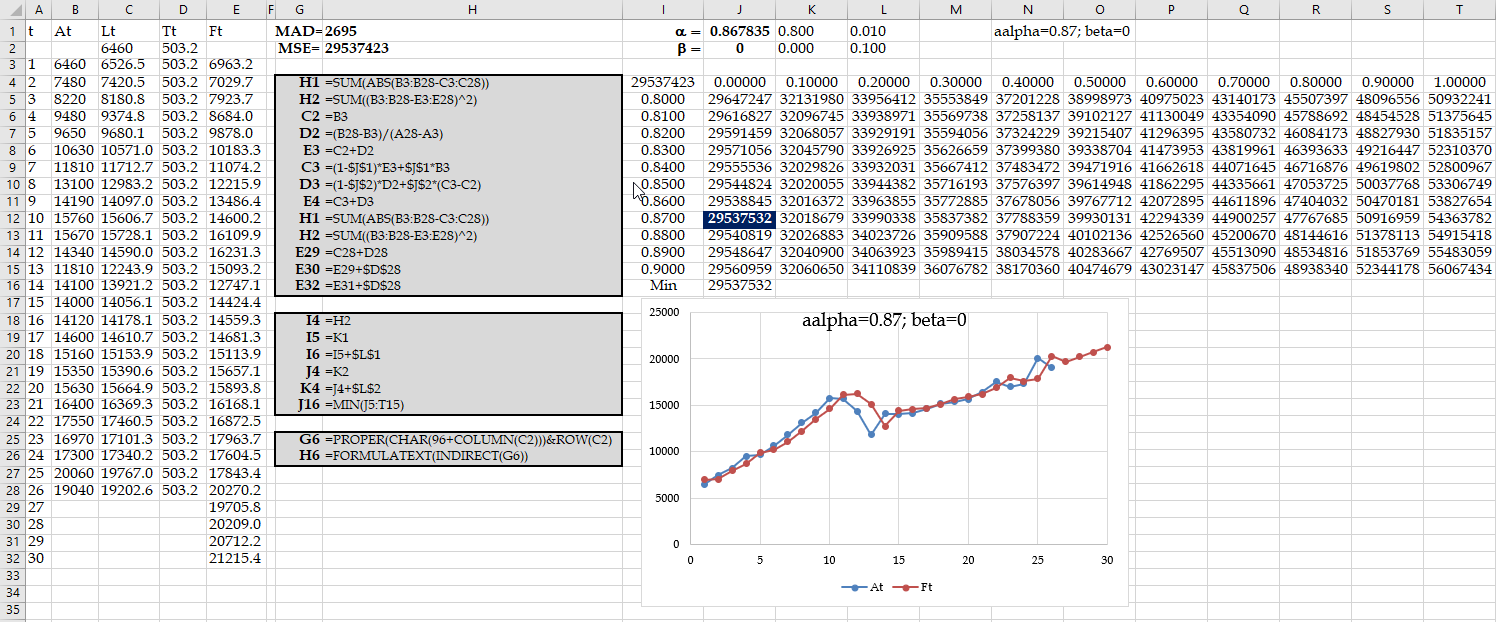 A B C D E F G H I J K L M N O P Q R S T
1 t At Lt Tt Ft MAD= 2695 α = 0.867835 0.800 0.010 aalpha=0.87; beta=0
2 6460 503.2 MSE= 29537423 β = 0 0.000 0.100
3 1 6460 6526.5 503.2 6963.2
4 2 7480 7420.5 503.2 7029.7 H1 =SUM(ABS(B3:B28-C3:C28)) 29537423 0.00000 0.10000 0.20000 0.30000 0.40000 0.50000 0.60000 0.70000 0.80000 0.90000 1.00000
5 3 8220 8180.8 503.2 7923.7 H2 =SUM((B3:B28-E3:E28)^2) 0.8000 29647247 32131980 33956412 35553849 37201228 38998973 40975023 43140173 45507397 48096556 50932241
6 4 9480 9374.8 503.2 8684.0 C2 =B3 0.8100 29616827 32096745 33938971 35569738 37258137 39102127 41130049 43354090 45788692 48454528 51375645
7 5 9650 9680.1 503.2 9878.0 D2 =(B28-B3)/(A28-A3) 0.8200 29591459 32068057 33929191 35594056 37324229 39215407 41296395 43580732 46084173 48827930 51835157
8 6 10630 10571.0 503.2 10183.3 E3 =C2+D2 0.8300 29571056 32045790 33926925 35626659 37399380 39338704 41473953 43819961 46393633 49216447 52310370
9 7 11810 11712.7 503.2 11074.2 C3 =(1-$J$1)*E3+$J$1*B3 0.8400 29555536 32029826 33932031 35667412 37483472 39471916 41662618 44071645 46716876 49619802 52800967
10 8 13100 12983.2 503.2 12215.9 D3 =(1-$J$2)*D2+$J$2*(C3-C2) 0.8500 29544824 32020055 33944382 35716193 37576397 39614948 41862295 44335661 47053725 50037768 53306749
11 9 14190 14097.0 503.2 13486.4 E4 =C3+D3 0.8600 29538845 32016372 33963855 35772885 37678056 39767712 42072895 44611896 47404032 50470181 53827654
12 10 15760 15606.7 503.2 14600.2 H1 =SUM(ABS(B3:B28-C3:C28)) 0.8700 29537532 32018679 33990338 35837382 37788359 39930131 42294339 44900257 47767685 50916959 54363782
13 11 15670 15728.1 503.2 16109.9 H2 =SUM((B3:B28-E3:E28)^2) 0.8800 29540819 32026883 34023726 35909588 37907224 40102136 42526560 45200670 48144616 51378113 54915418
14 12 14340 14590.0 503.2 16231.3 E29 =C28+D28 0.8900 29548647 32040900 34063923 35989415 38034578 40283667 42769507 45513090 48534816 51853769 55483059
15 13 11810 12243.9 503.2 15093.2 E30 =E29+$D$28 0.9000 29560959 32060650 34110839 36076782 38170360 40474679 43023147 45837506 48938340 52344178 56067434
16 14 14100 13921.2 503.2 12747.1 E32 =E31+$D$28 Min 29537532
17 15 14000 14056.1 503.2 14424.4
18 16 14120 14178.1 503.2 14559.3 I4 =H2
19 17 14600 14610.7 503.2 14681.3 I5 =K1
20 18 15160 15153.9 503.2 15113.9 I6 =I5+$L$1
21 19 15350 15390.6 503.2 15657.1 J4 =K2
22 20 15630 15664.9 503.2 15893.8 K4 =J4+$L$2
23 21 16400 16369.3 503.2 16168.1 J16 =MIN(J5:T15)
24 22 17550 17460.5 503.2 16872.5
25 23 16970 17101.3 503.2 17963.7 G6 =PROPER(CHAR(96+COLUMN(C2)))&ROW(C2)
26 24 17300 17340.2 503.2 17604.5 H6 =FORMULATEXT(INDIRECT(G6))
27 25 20060 19767.0 503.2 17843.4
28 26 19040 19202.6 503.2 20270.2
29 27 19705.8
30 28 20209.0
31 29 20712.2
32 30 21215.4
33
34
35
aalpha=0.87; beta=0
25000
20000
15000
10000
5000
0
0 5 10 15 20 25 30
At Ft